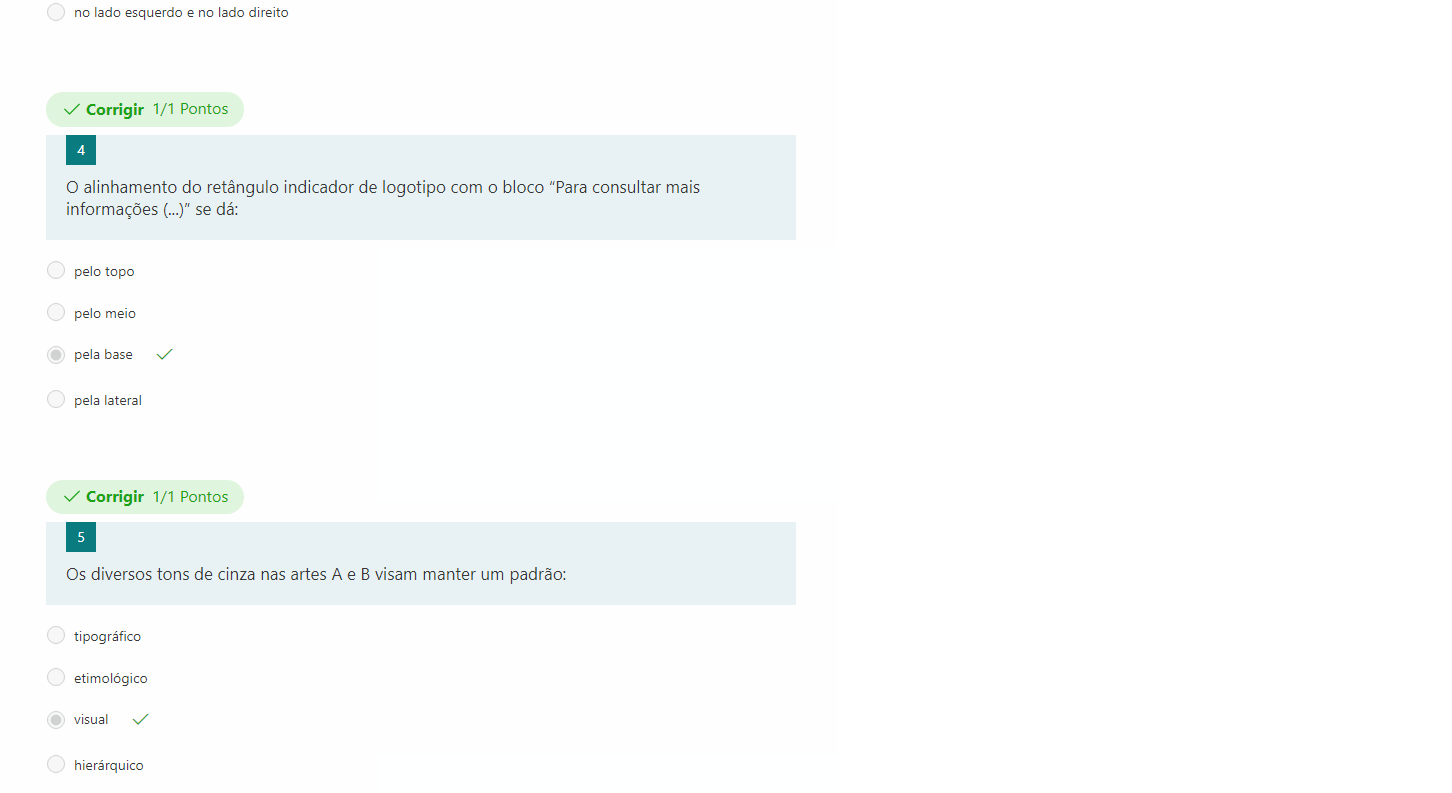 no lado esquerdo e no lado direito
Corrigir 1/1 Pontos
4
O alinhamento do retângulo indicador de logotipo com o bloco “Para consultar mais
informações (...)” se dá:
pelo topo
pelo meio
pela base
pela lateral
Corrigir 1/1 Pontos
5
Os diversos tons de cinza nas artes A e B visam manter um padrão:
tipográfico
etimológico
visual
hierárquico